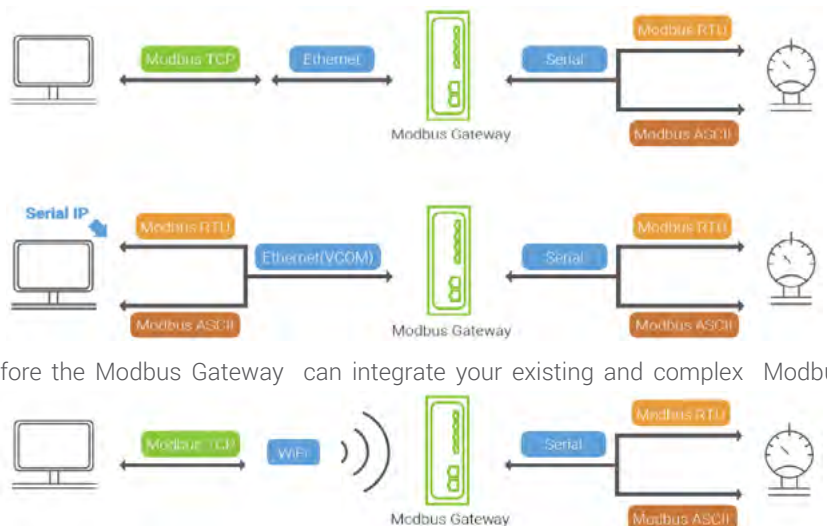 Modbus RTU
Modbus TCP Ethernet Serial
Modbus Gateway Modbus ASCII
Serial IP
Modbus RTU Modbus RTU
Ethernet(VCOM) Serial
Modbus ASCII Modbus ASCII
Modbus Gateway
fore the Modbus Gateway can integrate your existing and complex Modbu
Modbus RTU
Modbus TCP WiFi Serial
Modbus Gateway Modbus ASCII